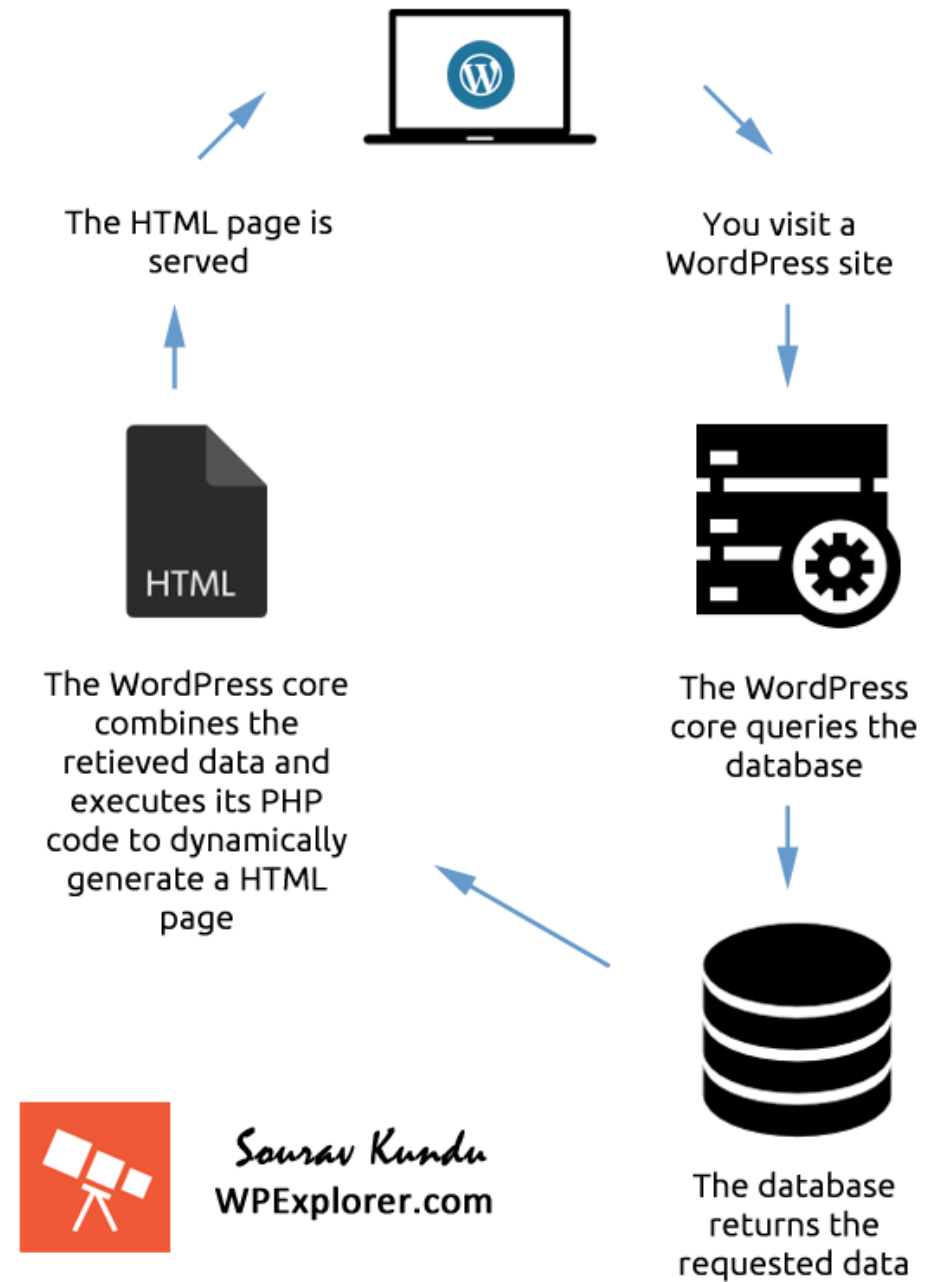 You visit a
WordPress site
The WordPress
core queries the
database
The database
returns the
requested data
The WordPress core
combines the
retieved data and
executes its PHP
code to dynamically
generate a HTML
page
HTML
The HTML page is
served
Sourav Kundu
WPExplorer.com